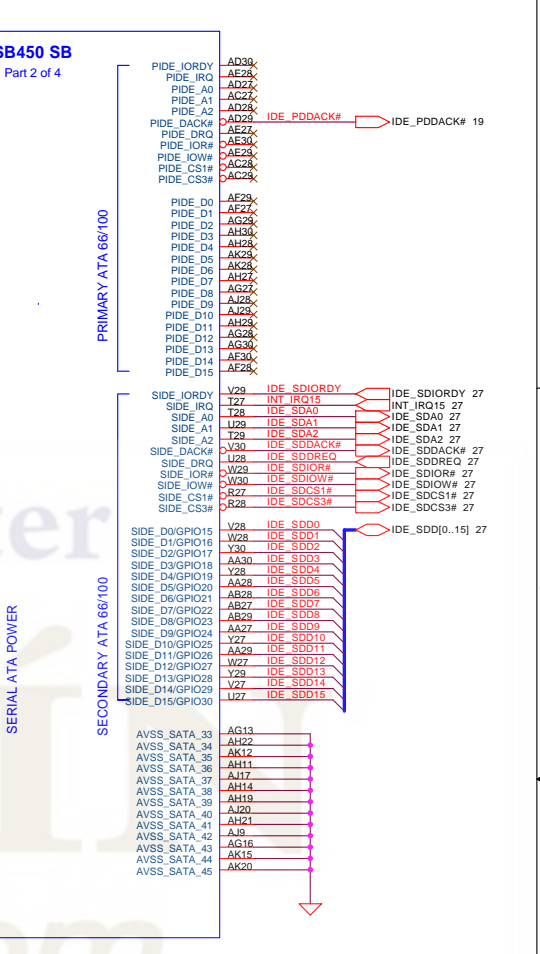 SB450 SB
Part 2 of 4
PIDE_IORDY AD30
PIDE_IRQ AE28
PIDE_A0 AD27
PIDE_A1 AC27
PIDE_A2 AD28
PIDE_DACK# AD29 IDE_PDDACK# IDE_PDDACK# 19
PIDE_DRQ AE27
PIDE_IOR# AE30
PIDE_IOW# AE29
PIDE_CS1# AC28
PIDE_CS3# AC29
PRIMARY ATA 66/100
PIDE_D0 AF29
PIDE_D1 AF27
PIDE_D2 AG29
PIDE_D3 AH30
PIDE_D4 AH28
PIDE_D5 AK29
PIDE_D6 AK28
PIDE_D7 AH27
PIDE_D8 AG27
PIDE_D9 AJ28
PIDE_D10 AJ29
PIDE_D11 AH29
PIDE_D12 AG28
PIDE_D13 AG30
PIDE_D14 AF30
PIDE_D15 AF28
SIDE_IORDY V29 IDE_SDIORDY IDE_SDIORDY 27
SIDE_IRQ T27 INT_IRQ15 INT_IRQ15 27
SIDE_A0 T28 IDE_SDA0 IDE_SDA0 27
SIDE_A1 U29 IDE_SDA1 IDE_SDA1 27
SIDE_A2 T29 IDE_SDA2 IDE_SDA2 27
SIDE_DACK# V30 IDE_SDDACK# IDE_SDDACK# 27
SIDE_DRQ U28 IDE_SDDREQ IDE_SDDREQ 27
SIDE_IOR# W29 IDE_SDIOR# IDE_SDIOR# 27
SIDE_IOW# W30 IDE_SDIOW# IDE_SDIOW# 27
SIDE_CS1# R27 IDE_SDCS1# IDE_SDCS1# 27
SIDE_CS3# R28 IDE_SDCS3# IDE_SDCS3# 27
SECONDARY ATA 66/100
SIDE_D0/GPIO15 V28 IDE_SDD0 IDE_SDD[0..15] 27
SIDE_D1/GPIO16 W28 IDE_SDD1
SIDE_D2/GPIO17 Y30 IDE_SDD2
SIDE_D3/GPIO18 AA30 IDE_SDD3
SIDE_D4/GPIO19 Y28 IDE_SDD4
SIDE_D5/GPIO20 AA28 IDE_SDD5
SIDE_D6/GPIO21 AB28 IDE_SDD6
SIDE_D7/GPIO22 AB27 IDE_SDD7
SIDE_D8/GPIO23 AB29 IDE_SDD8
SIDE_D9/GPIO24 AA27 IDE_SDD9
SIDE_D10/GPIO25 Y27 IDE_SDD10
SIDE_D11/GPIO26 AA29 IDE_SDD11
SIDE_D12/GPIO27 W27 IDE_SDD12
SIDE_D13/GPIO28 Y29 IDE_SDD13
SIDE_D14/GPIO29 V27 IDE_SDD14
SIDE_D15/GPIO30 U27 IDE_SDD15
SERIAL ATA POWER
AVSS_SATA_33 AG13
AVSS_SATA_34 AH22
AVSS_SATA_35 AK12
AVSS_SATA_36 AH11
AVSS_SATA_37 AJ17
AVSS_SATA_38 AH14
AVSS_SATA_39 AH19
AVSS_SATA_40 AJ20
AVSS_SATA_41 AH21
AVSS_SATA_42 AJ9
AVSS_SATA_43 AG16
AVSS_SATA_44 AK15
AVSS_SATA_45 AK20